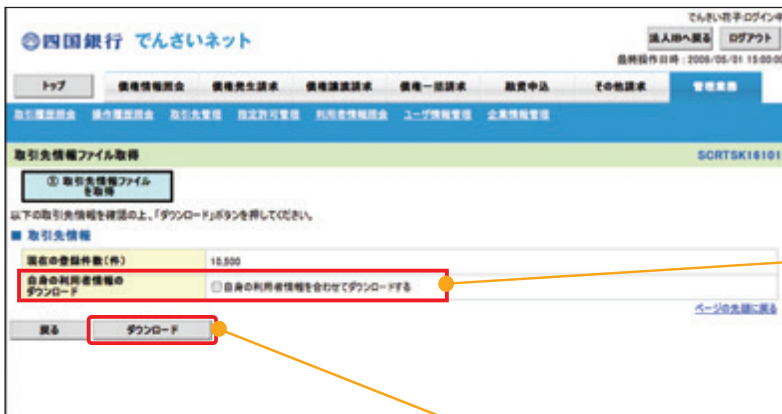 でんさい花子:ログイン中
四国銀行 でんさいネット
法人IBへ戻る ログアウト
最終操作日時:2009/05/01 15:00:00
トップ 債権情報照会 債権発生請求 債権譲渡請求 債権一括請求 融資申込 その他請求 管理業務
取引履歴照会 操作履歴照会 取引先管理 指定許可管理 利用者情報照会 ユーザ情報管理 企業情報管理
取引先情報ファイル取得 SCRTSK16101
① 取引先情報ファイル
を取得
以下の取引先情報を確認の上、「ダウンロード」ボタンを押してください。
■ 取引先情報
現在の登録件数(件) 10,500
自身の利用者情報の
ダウンロード
自身の利用者情報を合わせてダウンロードする
ページの先頭に戻る
戻る ダウンロード